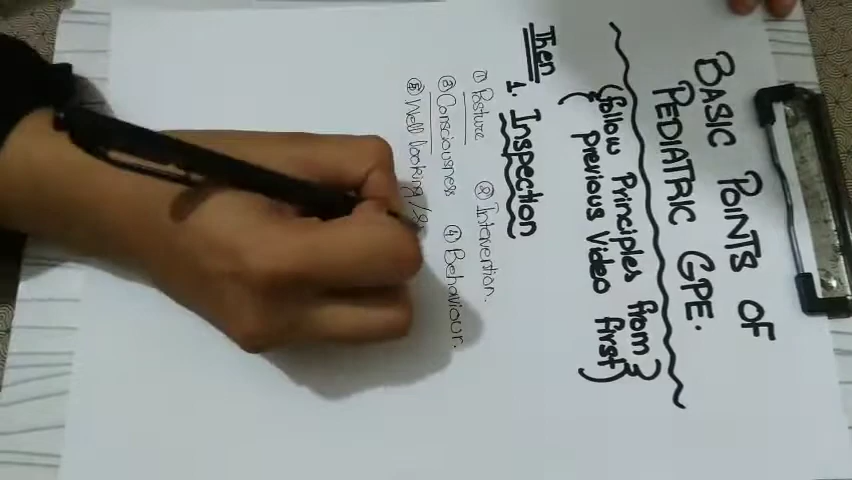 BASIC POINTS OF
PEDIATRIC GPE.
(follow Principles from
previous Video first)
Then
1. Inspection
① Posture ② Intervention.
③ Consciousness ④ Behaviour.
⑤ Well looking/